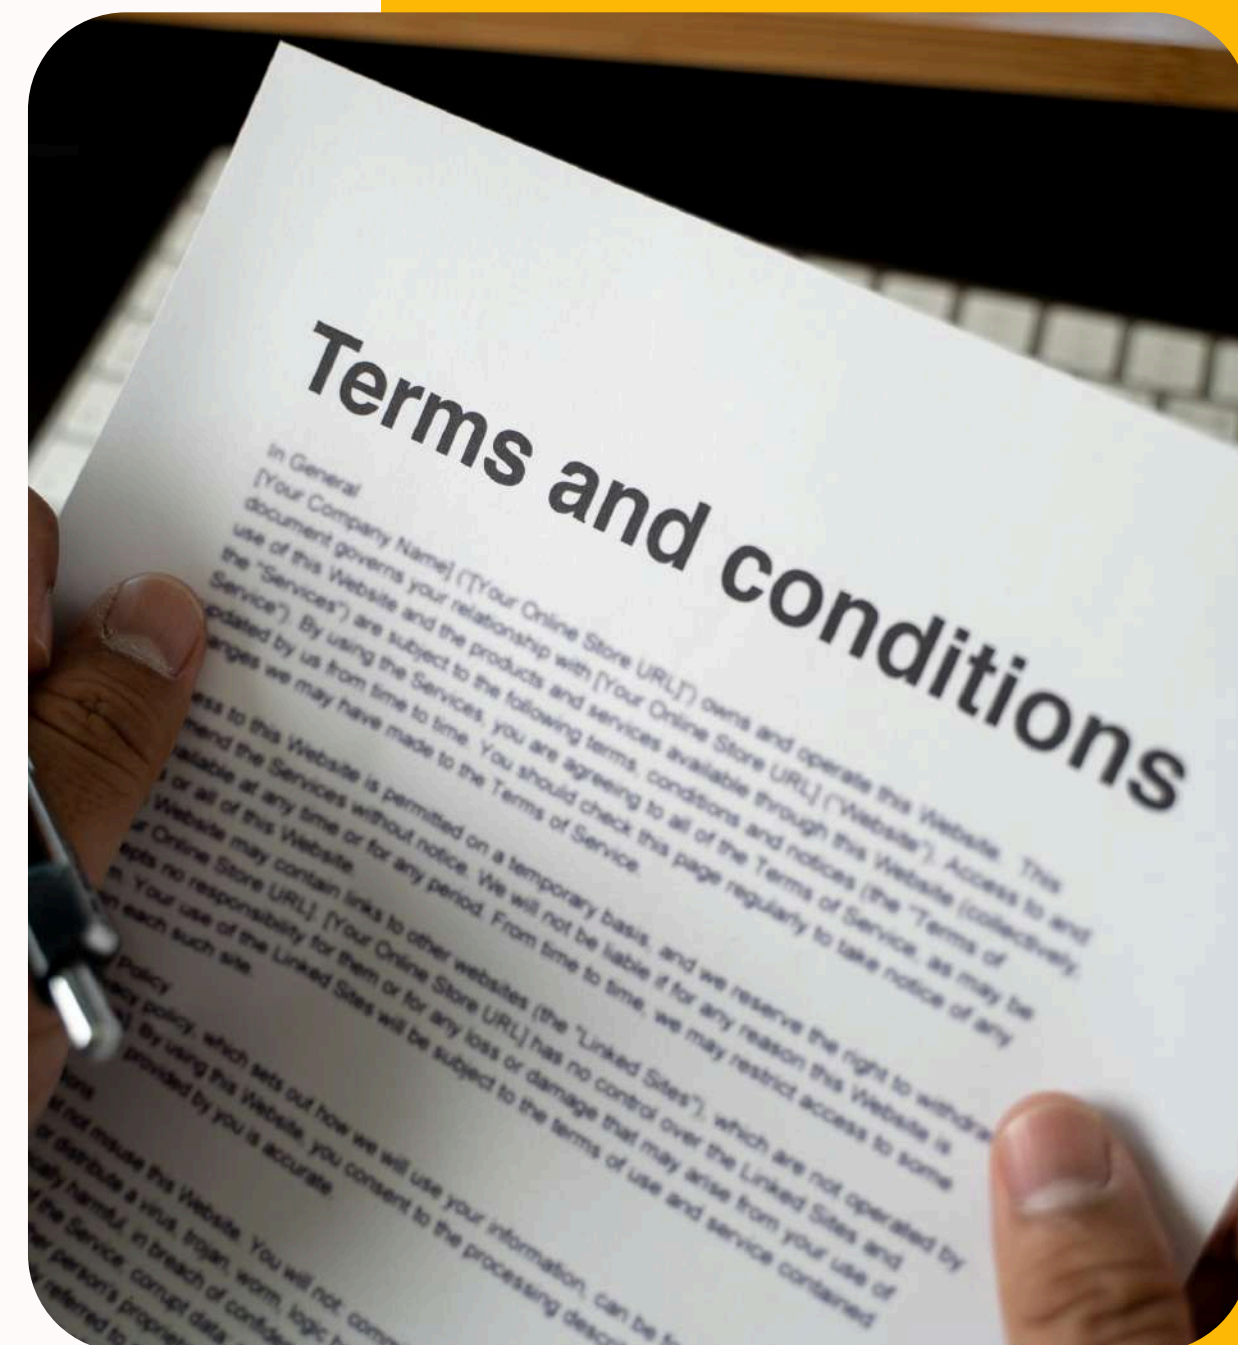 Terms and conditions
In General
[Your Company Name] ("[Your Online Store URL]") owns and operate this Website. This
document governs your relationship with [Your Online Store URL] ("Website"). Access to and
use of this Website and the products and services available through this Website (collectively,
the "Services") are subject to the following terms, conditions and notices (the "Terms of
Service"). By using the Services, you are agreeing to all of the Terms of Service, as may be
updated by us from time to time. You should check this page regularly to take notice of any
we may have made to the Terms of Service.
to this Website is permitted on a temporary basis, and we reserve the right to withdraw
the Services without notice. We will not be liable if for any reason this Website is
at any time or for any period. From time to time, we may restrict access to some
or all of this Website.
Website may contain links to other websites (the "Linked Sites"), which are not operated by
Online Store URL]. [Your Online Store URL] has no control over the Linked Sites and
no responsibility for them or for any loss or damage that may arise from your use of
Your use of the Linked Sites will be subject to the terms of use and service contained
each such site.
Policy
policy, which sets out how we will use your information, can be
By using this Website, you consent to the processing
provided by you is accurate.
not misuse this Website. You will not:
or distribute a virus, trojan, worm, logic
harmful, in breach of
the Service; corrupt data;
person's
referred to